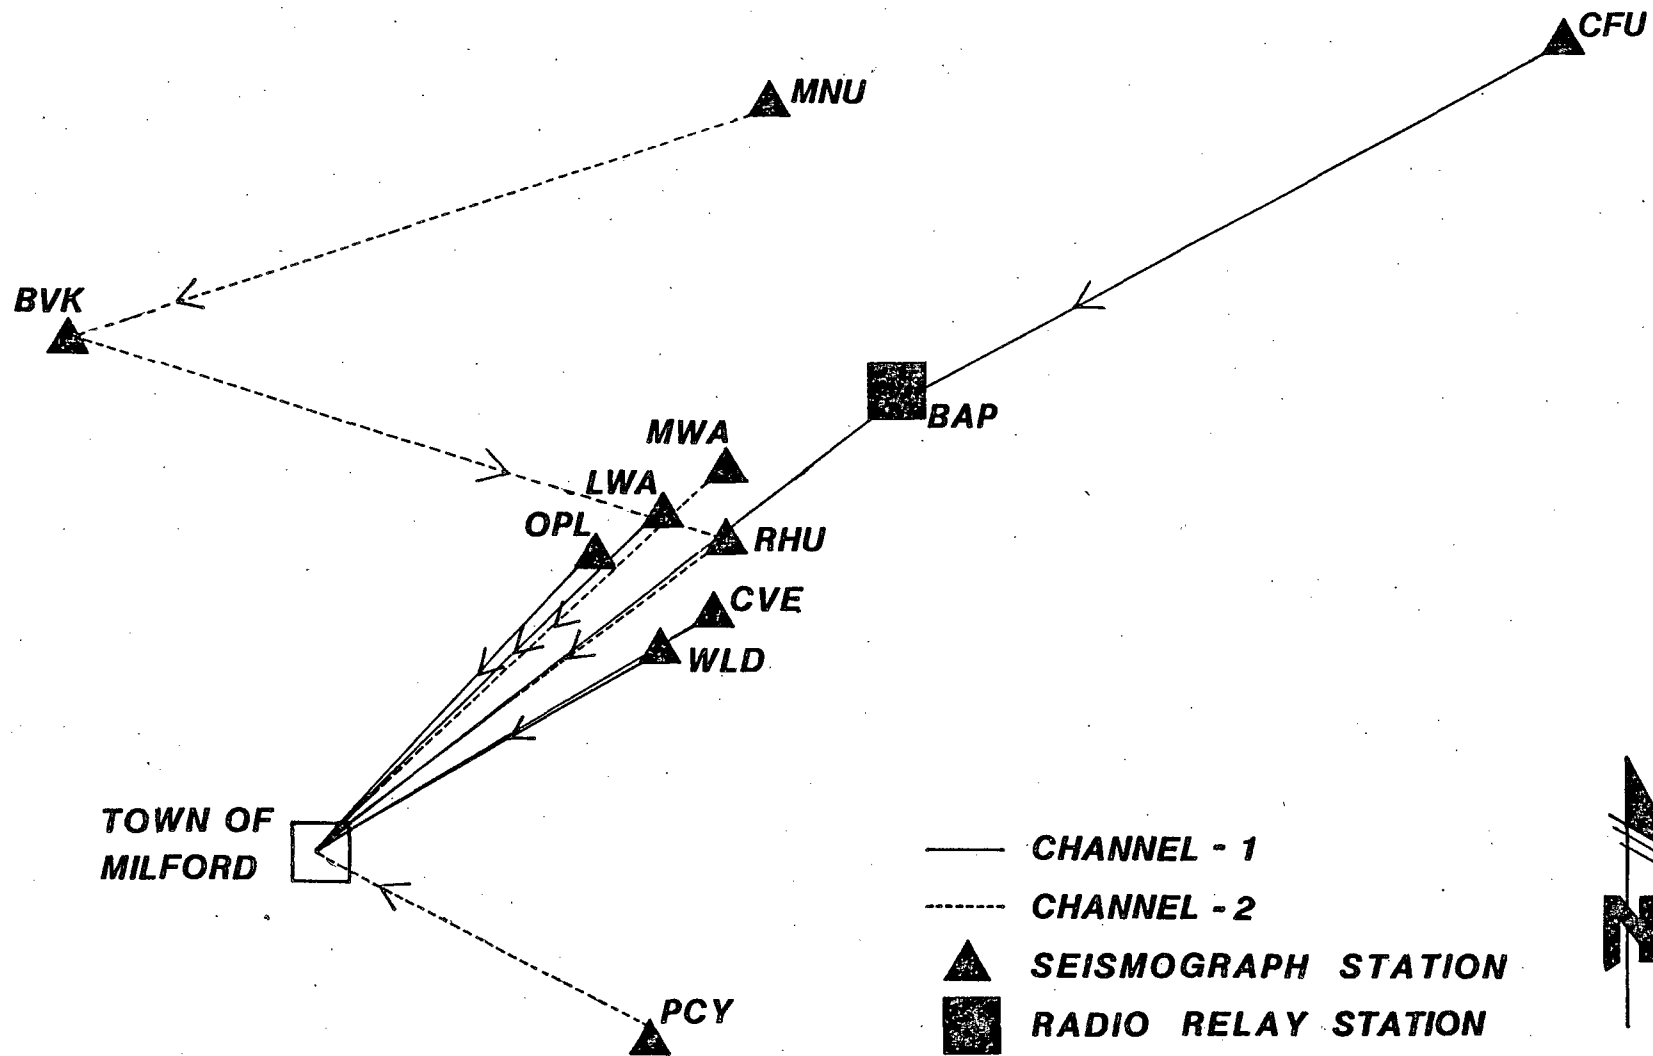 CFU
MNU
BVK
BAP
MWA
LWA
OPL
RHU
CVE
WLD
TOWN OF
MILFORD
CHANNEL - 1
CHANNEL - 2
SEISMOGRAPH STATION
PCY
RADIO RELAY STATION
N